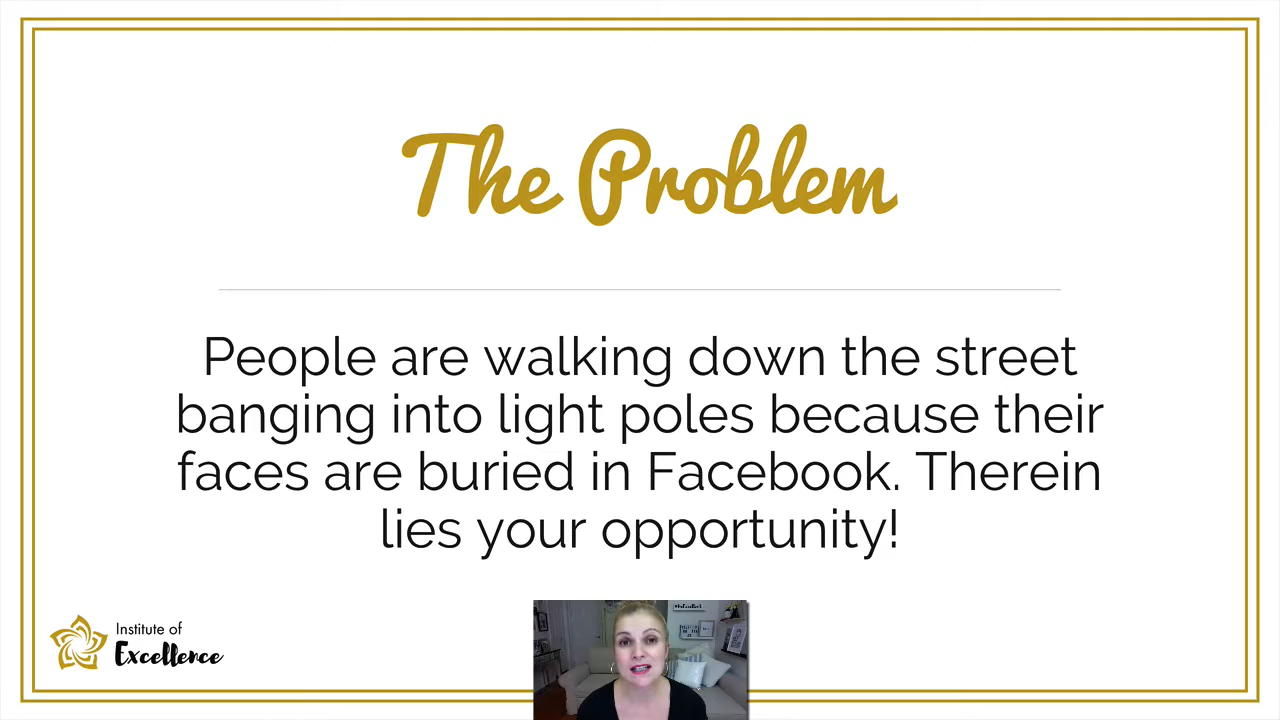 The Problem
People are walking down the street
banging into light poles because their
faces are buried in Facebook. Therein
lies your opportunity!
Institute of
Excellence